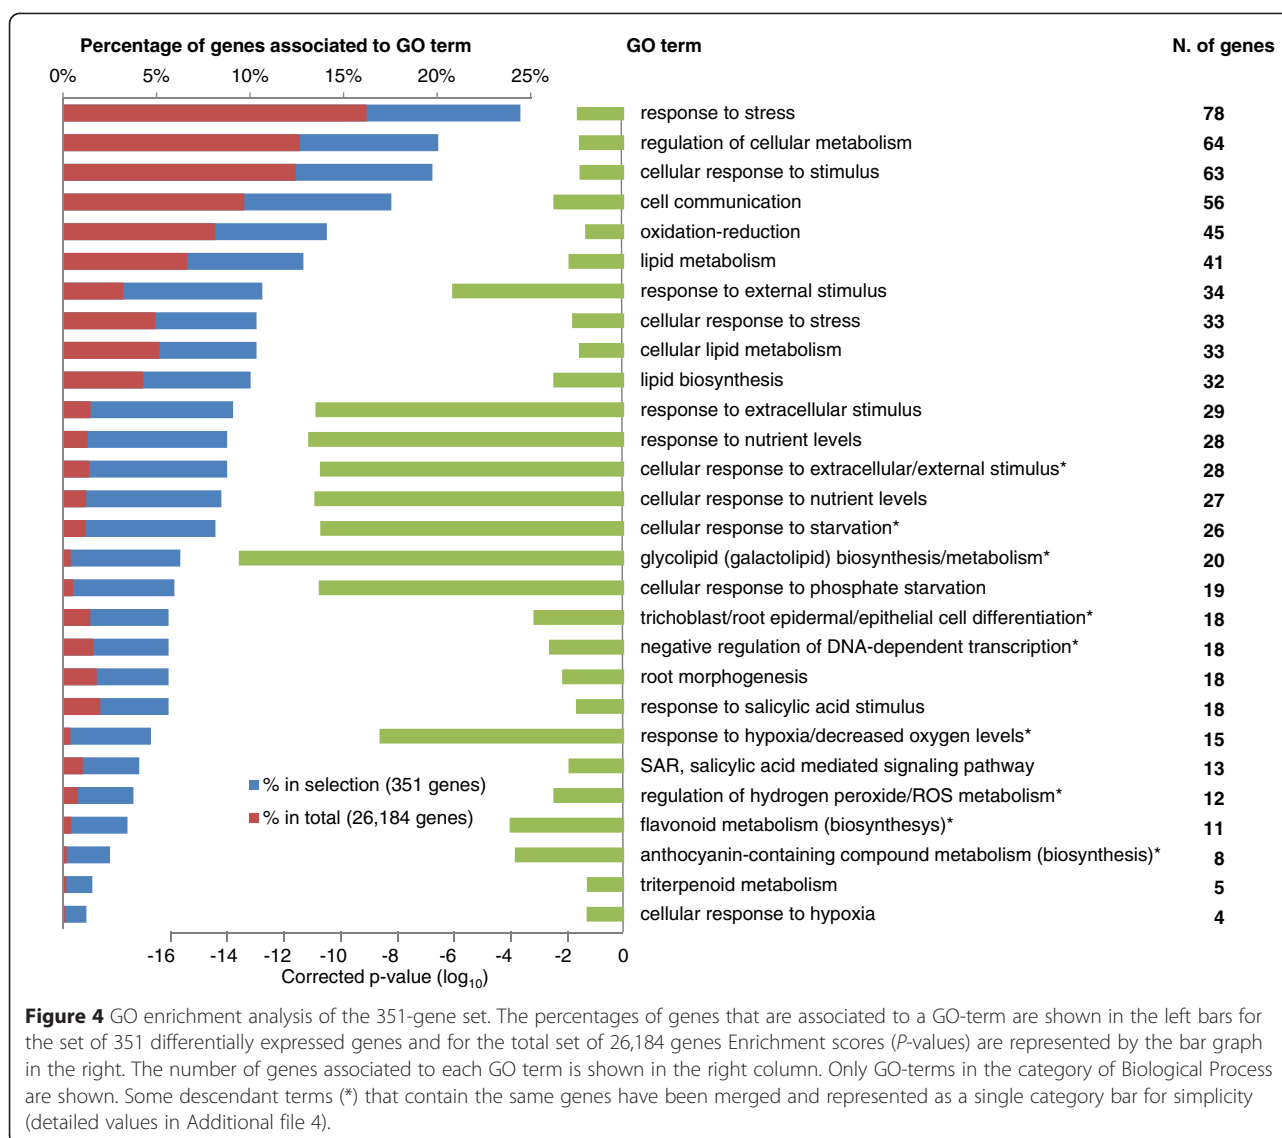 Percentage of genes associated to GO term GO term N. of genes
0% 5% 10% 15% 20% 25%
response to stress 78
regulation of cellular metabolism 64
cellular response to stimulus 63
cell communication 56
oxidation-reduction 45
lipid metabolism 41
response to external stimulus 34
cellular response to stress 33
cellular lipid metabolism 33
lipid biosynthesis 32
response to extracellular stimulus 29
response to nutrient levels 28
cellular response to extracellular/external stimulus* 28
cellular response to nutrient levels 27
cellular response to starvation* 26
glycolipid (galactolipid) biosynthesis/metabolism* 20
cellular response to phosphate starvation 19
trichoblast/root epidermal/epithelial cell differentiation* 18
negative regulation of DNA-dependent transcription* 18
root morphogenesis 18
response to salicylic acid stimulus 18
response to hypoxia/decreased oxygen levels* 15
SAR, salicylic acid mediated signaling pathway 13
% in selection (351 genes)
regulation of hydrogen peroxide/ROS metabolism* 12
% in total (26,184 genes)
flavonoid metabolism (biosynthesys)* 11
anthocyanin-containing compound metabolism (biosynthesis)* 8
triterpenoid metabolism 5
cellular response to hypoxia 4
-16 -14 -12 -10 -8 -6 -4 -2 0
Corrected p-value (log10)
Figure 4 GO enrichment analysis of the 351-gene set. The percentages of genes that are associated to a GO-term are shown in the left bars for
the set of 351 differentially expressed genes and for the total set of 26,184 genes Enrichment scores (P-values) are represented by the bar graph
in the right. The number of genes associated to each GO term is shown in the right column. Only GO-terms in the category of Biological Process
are shown. Some descendant terms (*) that contain the same genes have been merged and represented as a single category bar for simplicity
(detailed values in Additional file 4).